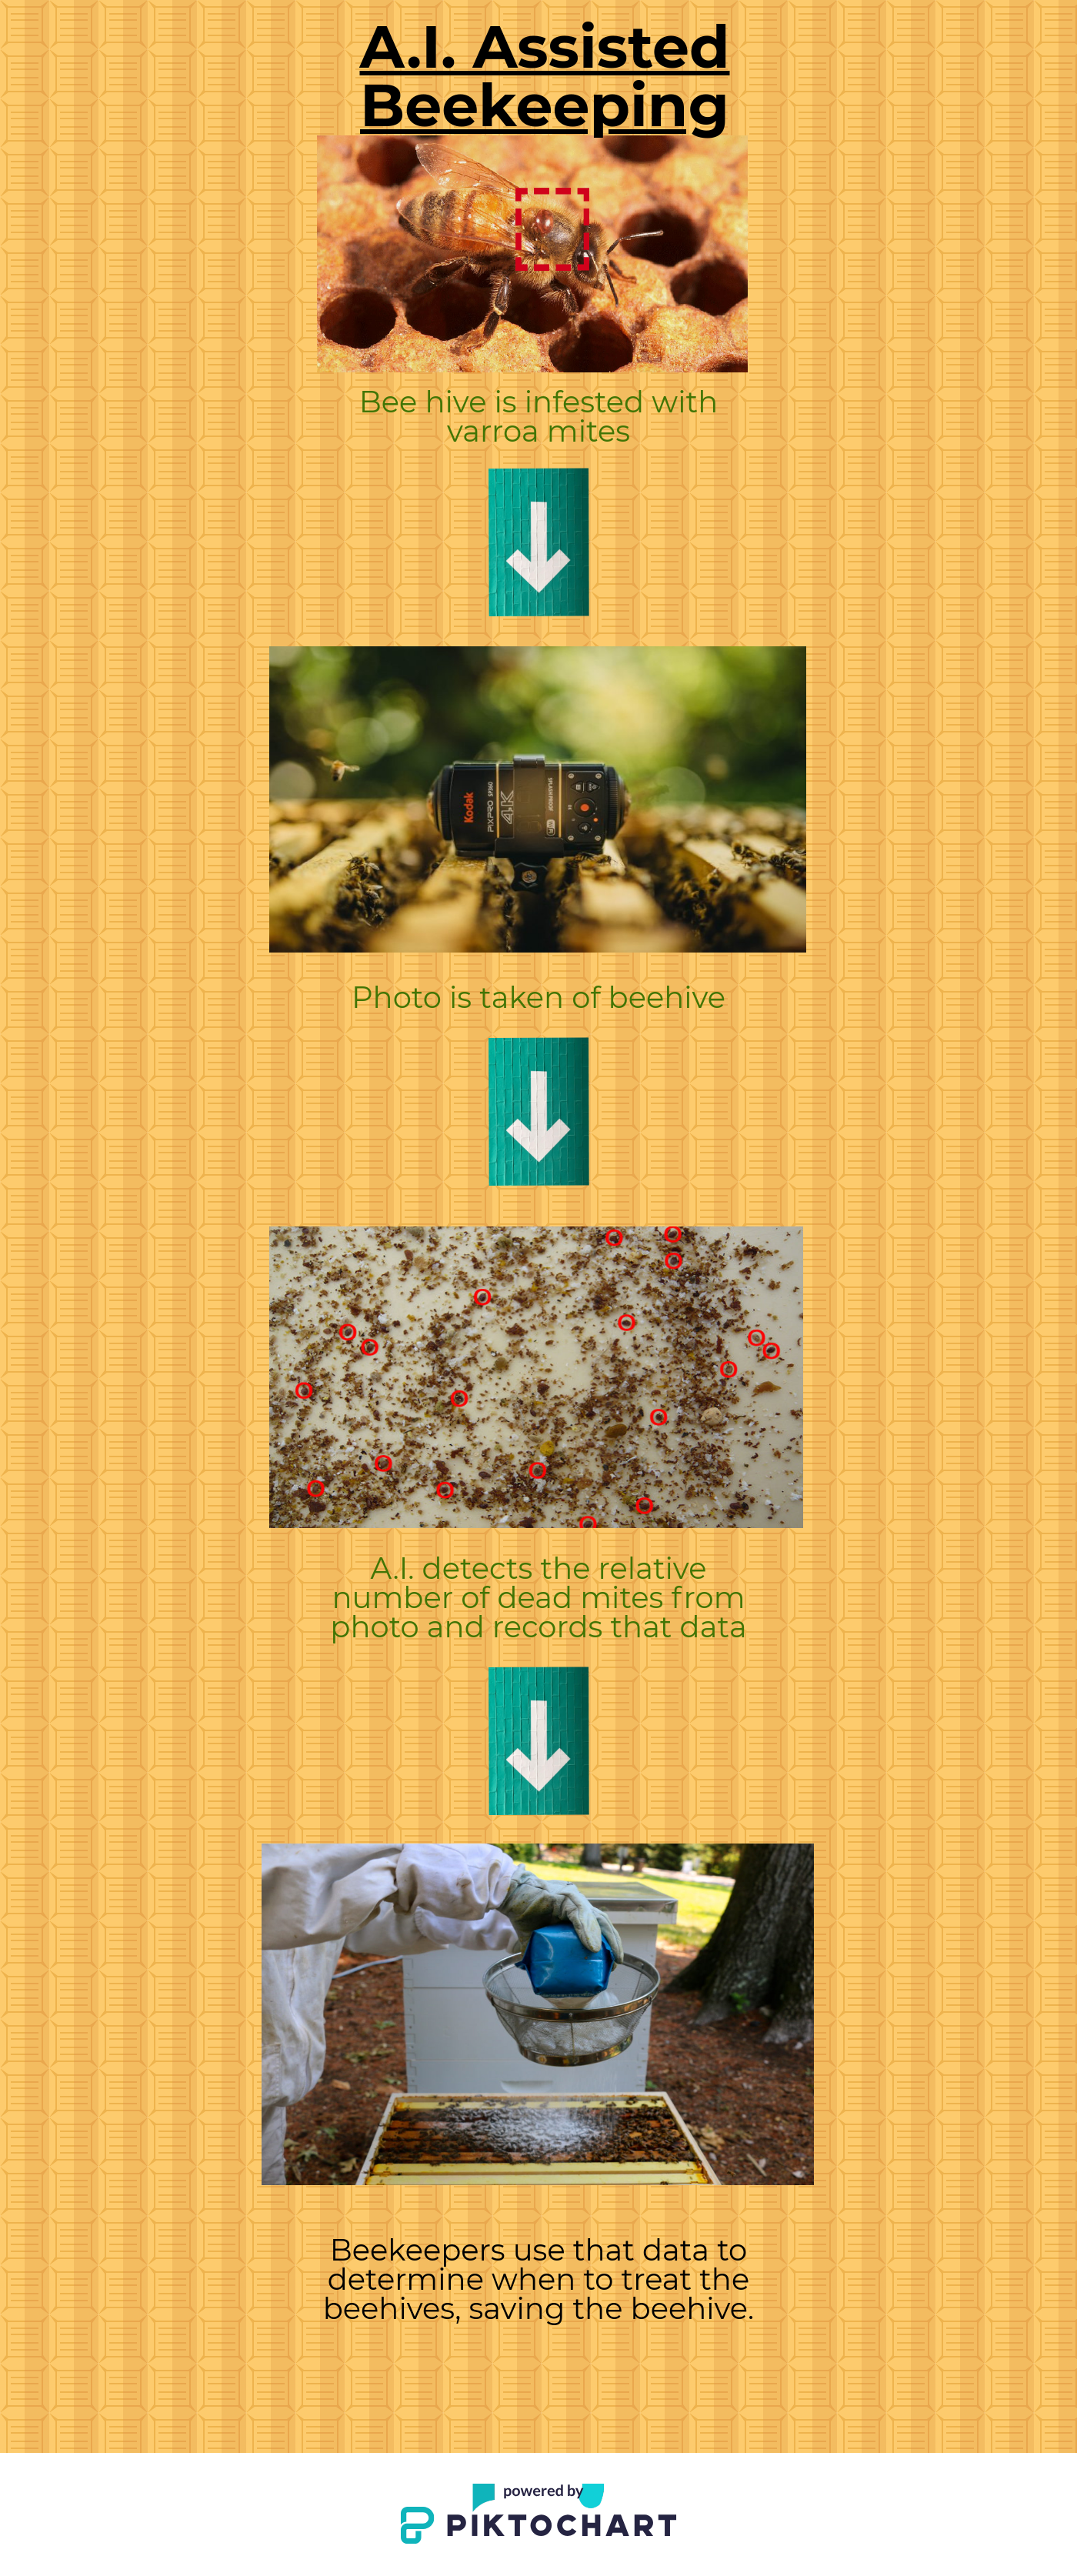 A.I. Assisted
Beekeeping
Bee hive is infested with
varroa mites
Kodak
PIXPRO SP360
4K
SPLASHPROOF
Photo is taken of beehive
A.I. detects the relative
number of dead mites from
photo and records that data
Beekeepers use that data to
determine when to treat the
beehives, saving the beehive.
powered by
PIKTOCHART